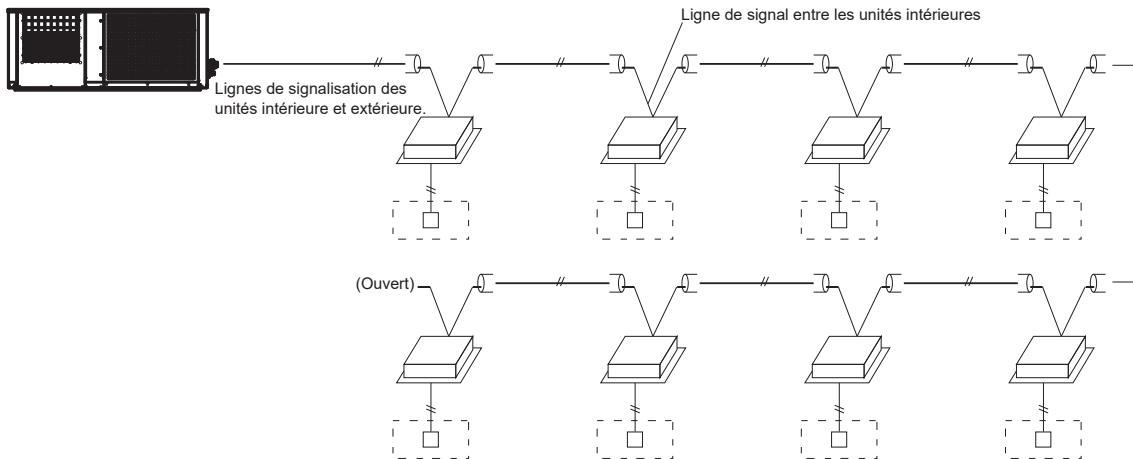 Ligne de signal entre les unités intérieures
Lignes de signalisation des
unités intérieure et extérieure.
(Ouvert)